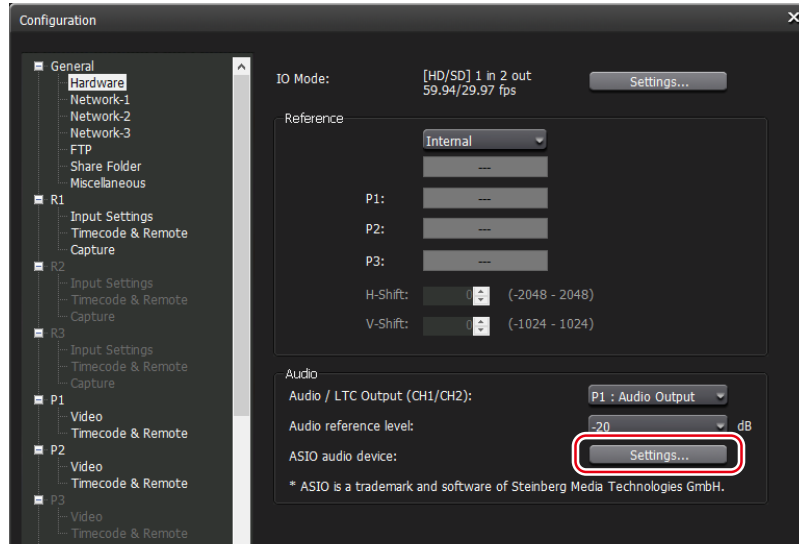 Configuration
General
Hardware
Network-1
Network-2
Network-3
FTP
Share Folder
Miscellaneous
R1
Input Settings
Timecode & Remote
Capture
R2
Input Settings
Timecode & Remote
Capture
R3
Input Settings
Timecode & Remote
Capture
P1
Video
Timecode & Remote
P2
Video
Timecode & Remote
P3
Video
Timecode & Remote
IO Mode: [HD/SD] 1 in 2 out Settings...
59.94/29.97 fps
Reference
Internal
---
P1: ---
P2: ---
P3: ---
H-Shift: 0 (-2048 - 2048)
V-Shift: 0 (-1024 - 1024)
Audio
Audio / LTC Output (CH1/CH2): P1 : Audio Output
Audio reference level: -20 dB
ASIO audio device: Settings...
* ASIO is a trademark and software of Steinberg Media Technologies GmbH.